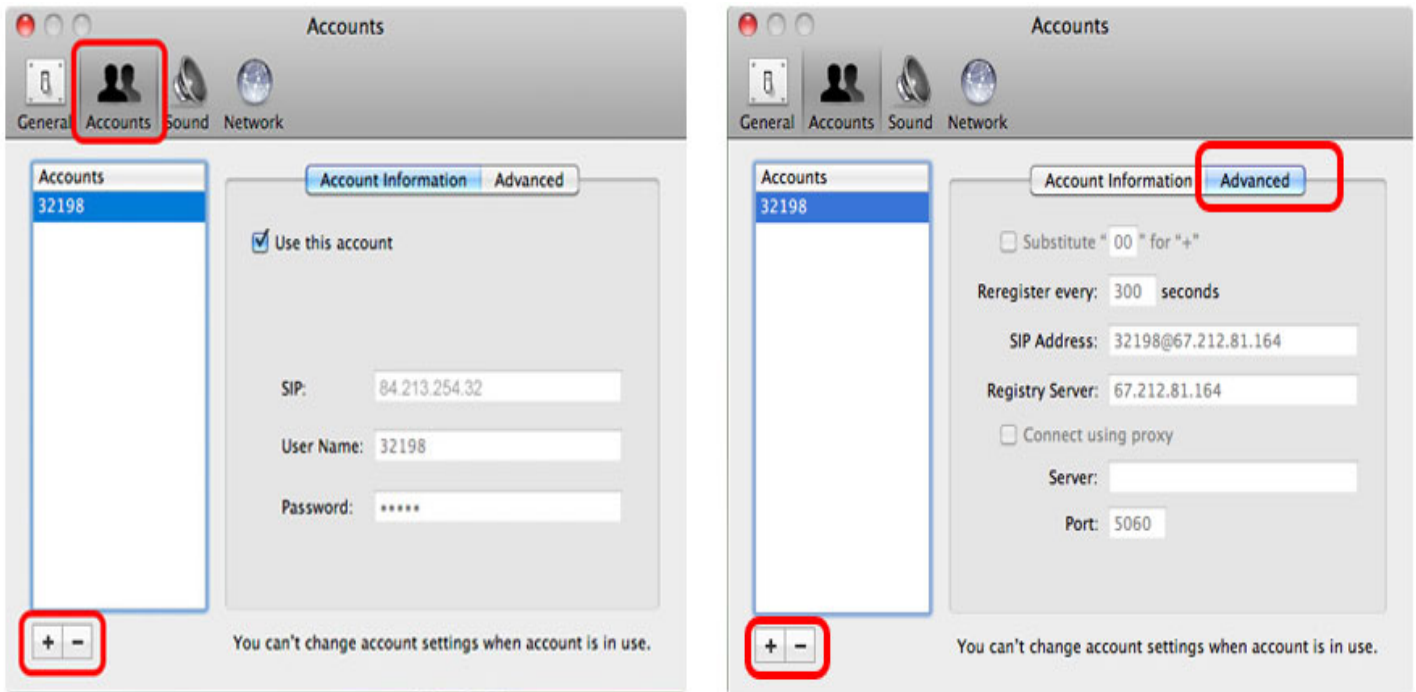 Accounts
General Accounts Sound Network
Accounts
32198
Account Information Advanced
Use this account
SIP: 84.213.254.32
User Name: 32198
Password: •••••
+ −
You can't change account settings when account is in use.
Accounts
General Accounts Sound Network
Accounts
32198
Account Information Advanced
Substitute “ 00 ” for “+”
Reregister every: 300 seconds
SIP Address: 32198@67.212.81.164
Registry Server: 67.212.81.164
Connect using proxy
Server:
Port: 5060
+ −
You can't change account settings when account is in use.